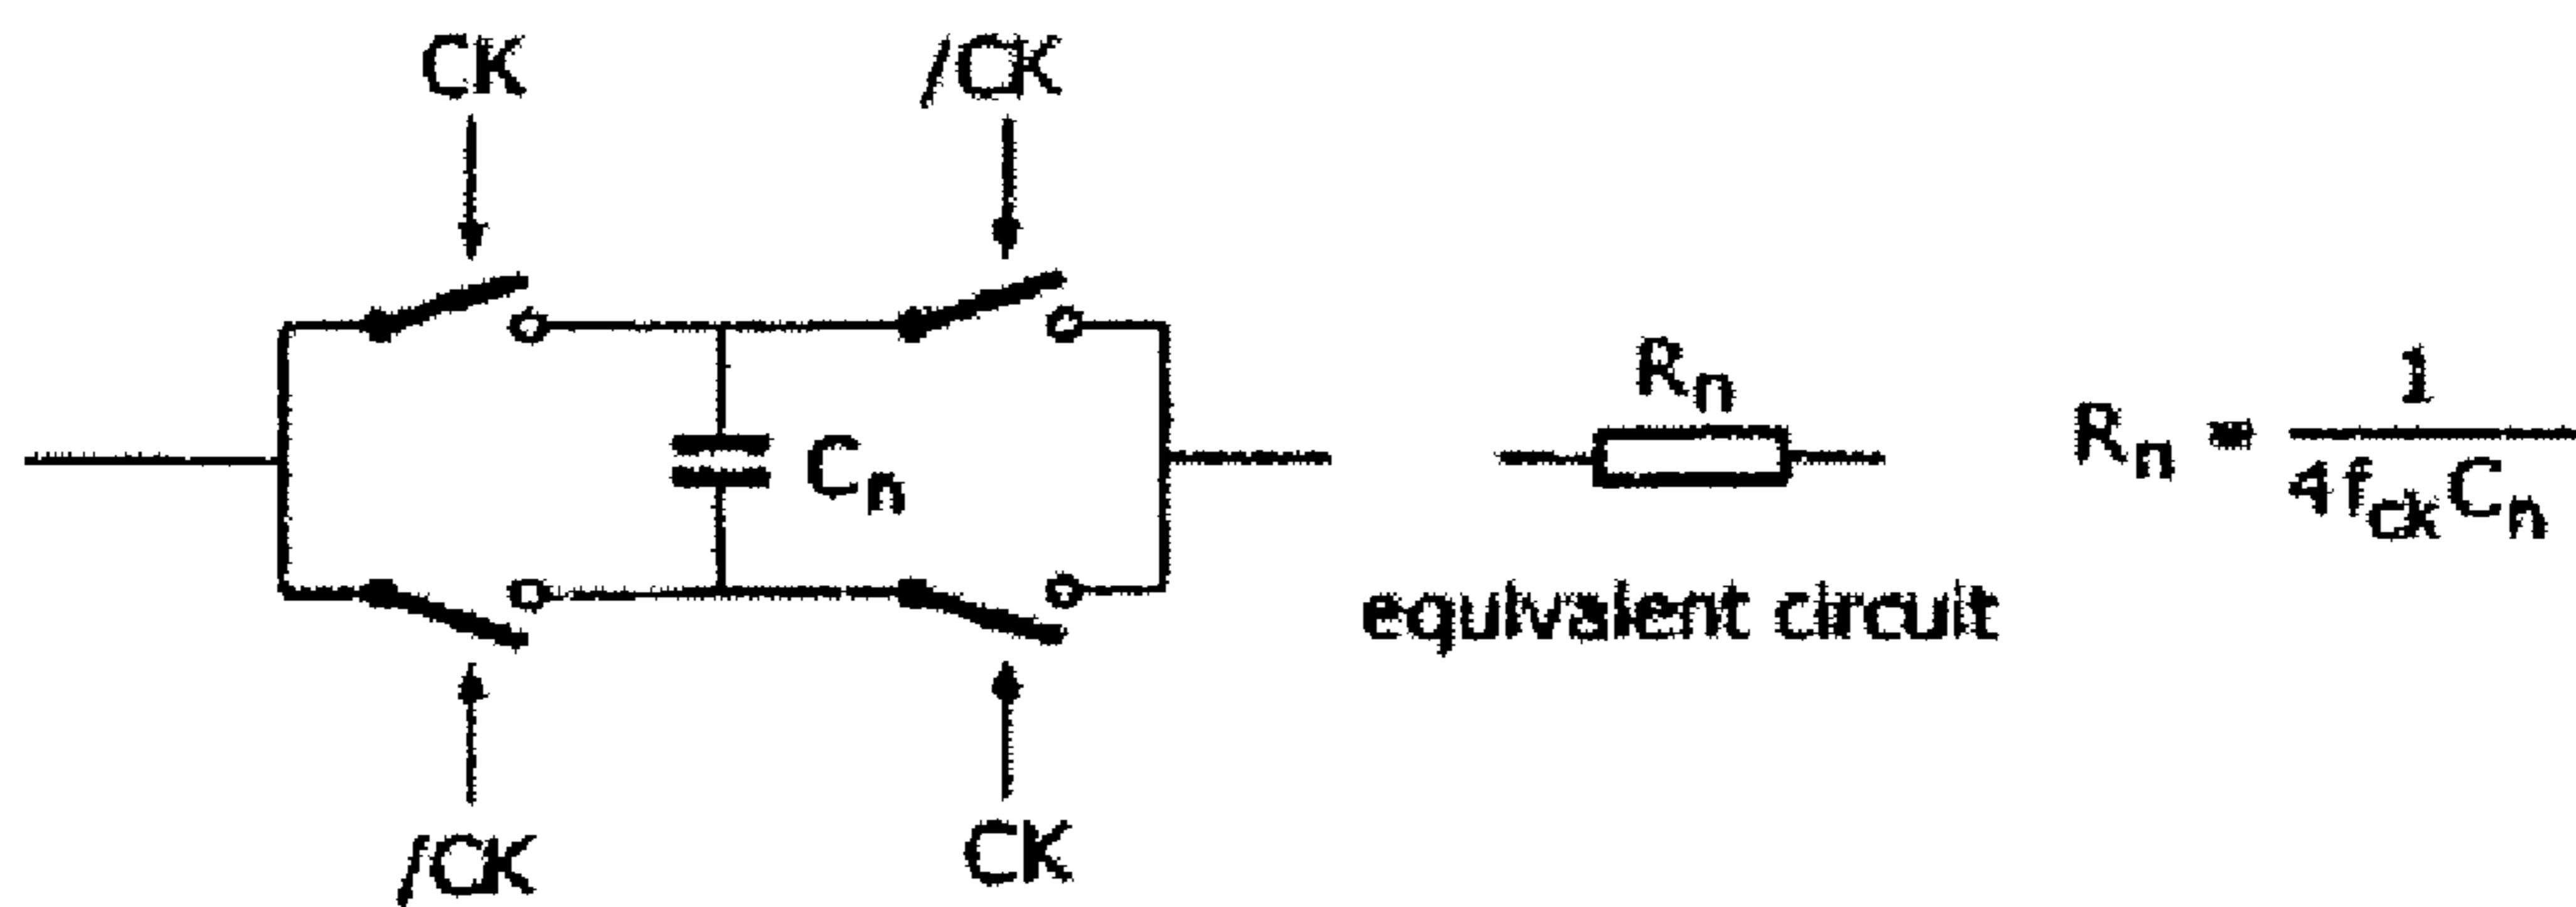 CK
/CK
Cn
/CK
CK
Rn
equivalent circuit
Rn = 1 / 4fckCn